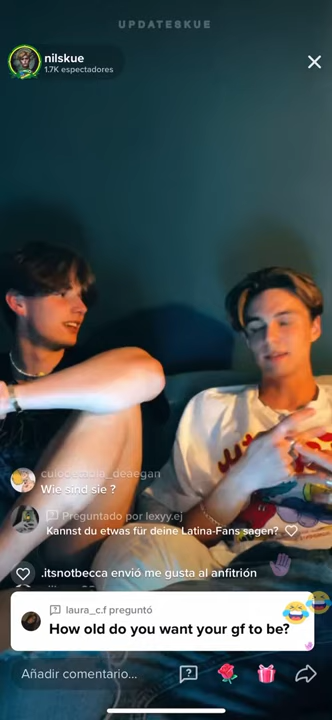 UPDATESKUE
nilskue
1.7K espectadores
Wie sind sie ?
Preguntado por lexyy.ej
Kannst du etwas für deine Latina-Fans sagen?
.itsnotbecca envió me gusta al anfitrión
laura_c.f preguntó
How old do you want your gf to be?
Añadir comentario...